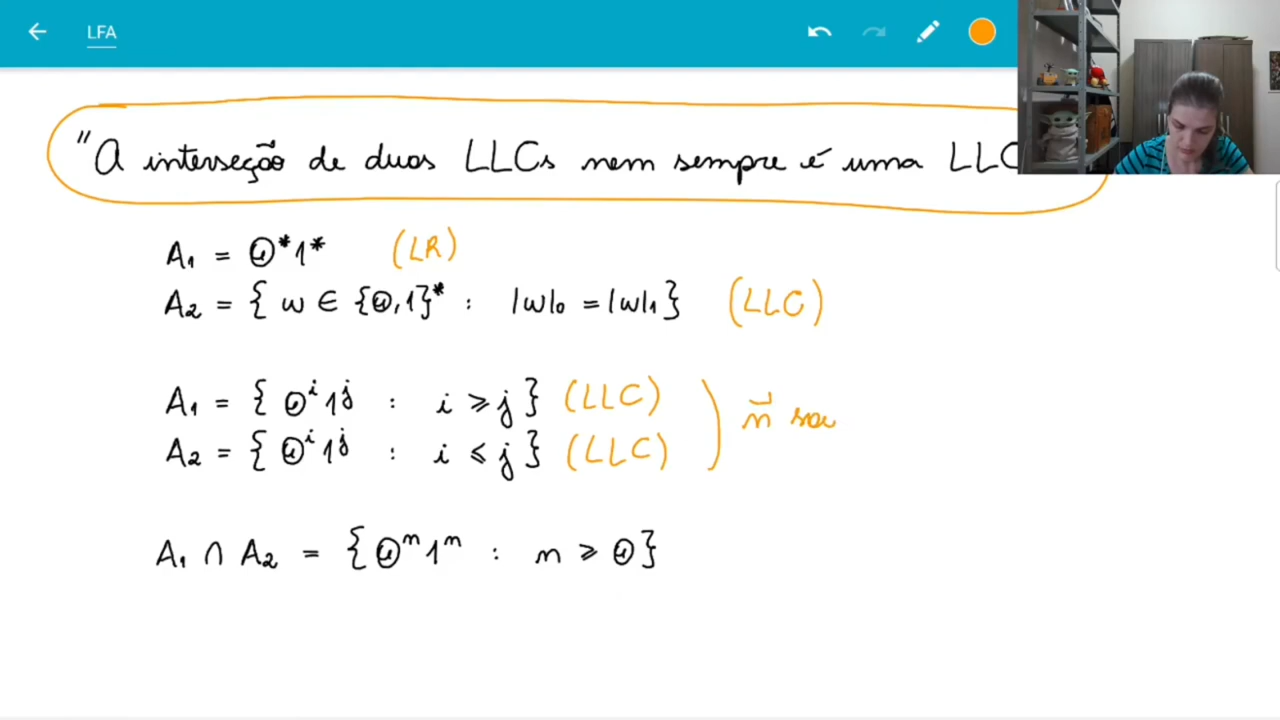 LFA
"A interseção de duas LLCs nem sempre é uma LLC
A₁ = 0*1* (LR)
A₂ = { w ∈ {0,1}* : |w|₀ = |w|₁ } (LLC)
A₁ = { 0ⁱ1ʲ : i ≥ j } (LLC)
A₂ = { 0ⁱ1ʲ : i ≤ j } (LLC)
ñ sao
A₁ ∩ A₂ = { 0ⁿ1ⁿ : n ≥ 0 }